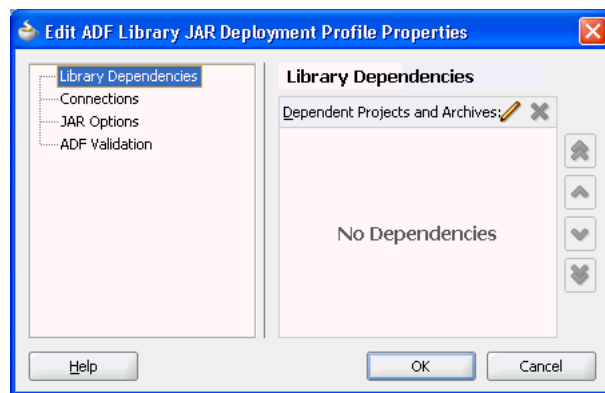 Edit ADF Library JAR Deployment Profile Properties
Library Dependencies
Connections
JAR Options
ADF Validation
Library Dependencies
Dependent Projects and Archives:
No Dependencies
Help
OK
Cancel